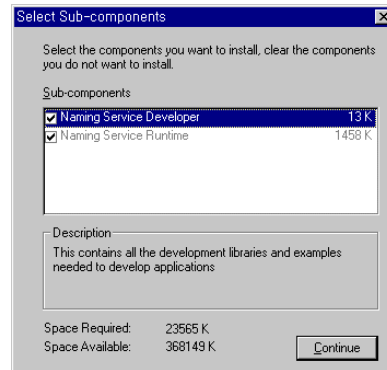 Select Sub-components
Select the components you want to install, clear the components
you do not want to install.
Sub-components
Naming Service Developer 13 K
Naming Service Runtime 1458 K
Description
This contains all the development libraries and examples
needed to develop applications
Space Required: 23565 K
Space Available: 368149 K
Continue